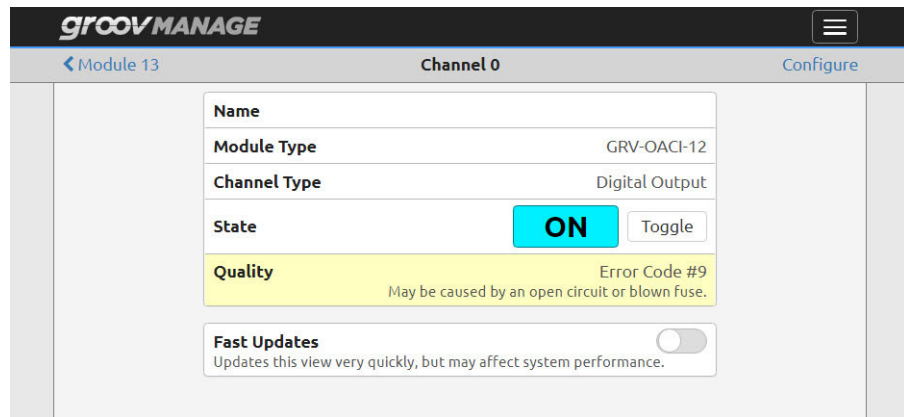 groov MANAGE
Module 13 Channel 0 Configure
Name
Module Type GRV-OACI-12
Channel Type Digital Output
State ON Toggle
Quality Error Code #9
May be caused by an open circuit or blown fuse.
Fast Updates
Updates this view very quickly, but may affect system performance.